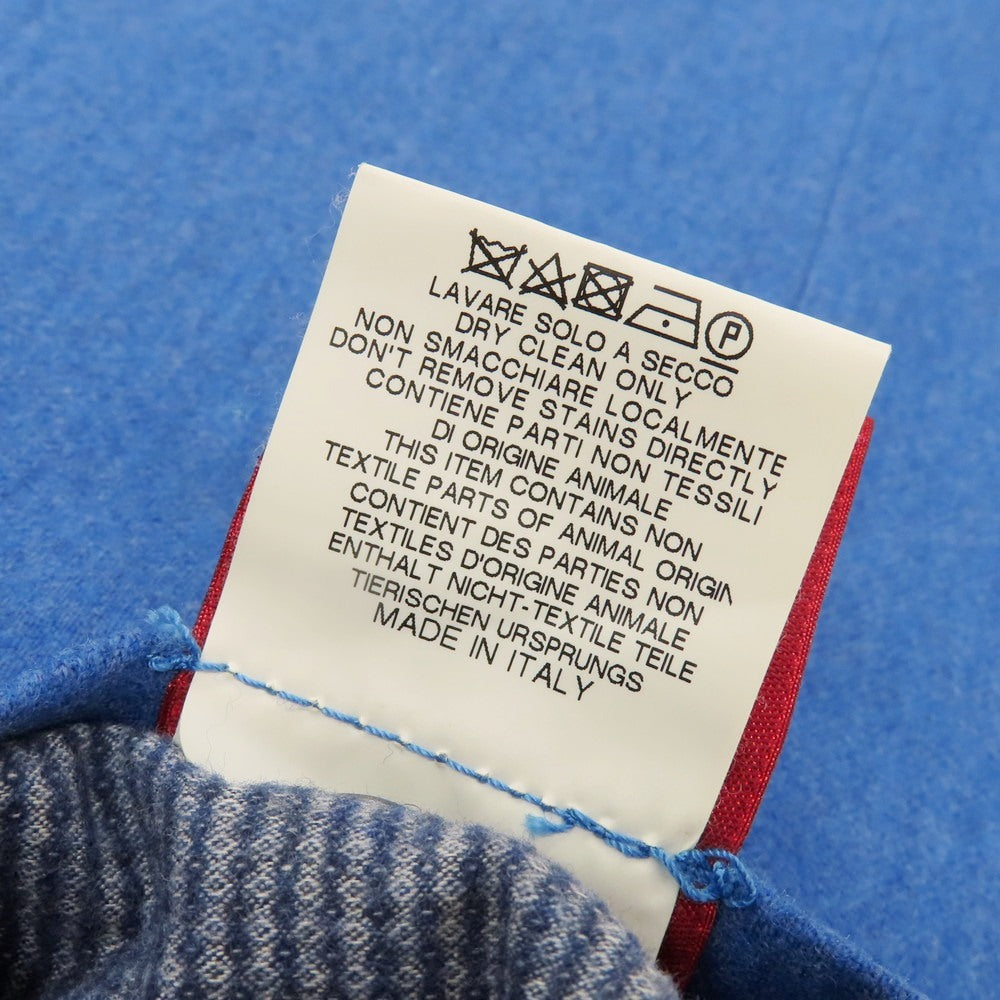 P
LAVARE SOLO A SECCO
DRY CLEAN ONLY
NON SMACCHIARE LOCALMENTE
DON'T REMOVE STAINS DIRECTLY
CONTIENE PARTI NON TESSILI
DI ORIGINE ANIMALE
THIS ITEM CONTAINS NON
TEXTILE PARTS OF ANIMAL ORIGIN
CONTIENT DES PARTIES NON
TEXTILES D'ORIGINE ANIMALE
ENTHALT NICHT-TEXTILE TEILE
TIERISCHEN URSPRUNGS
MADE IN ITALY